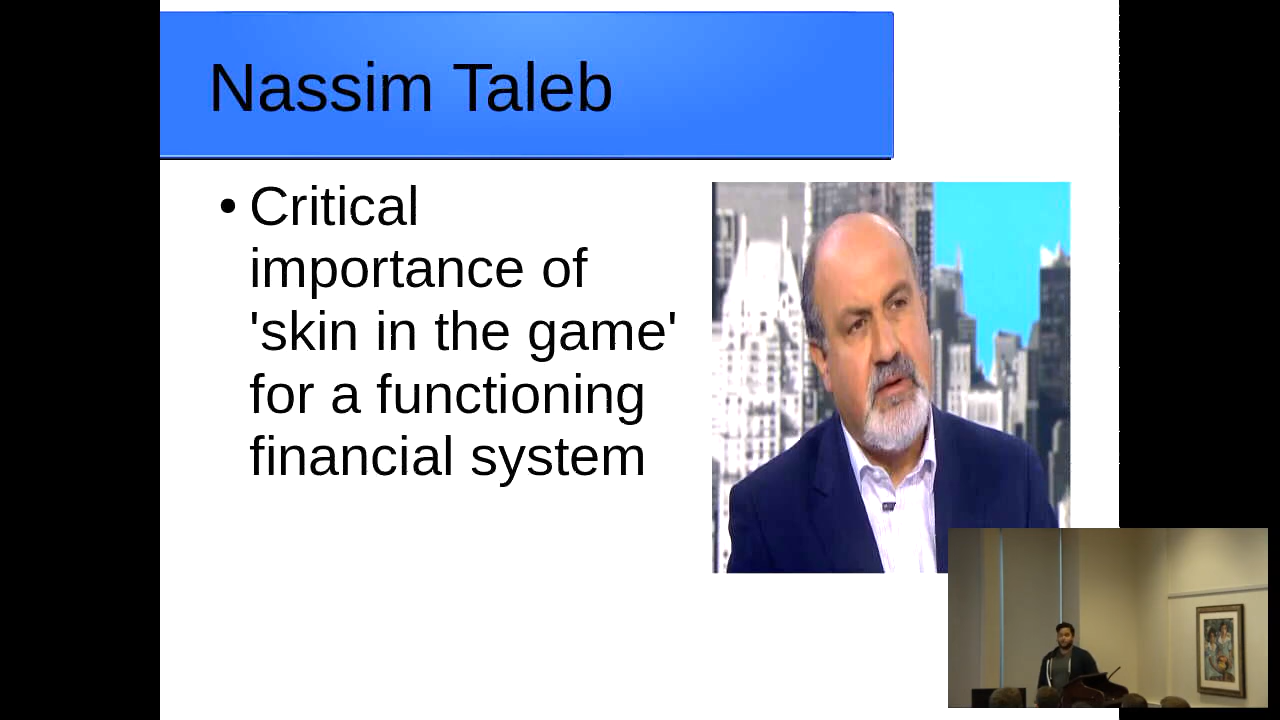 Nassim Taleb
• Critical
importance of
'skin in the game'
for a functioning
financial system